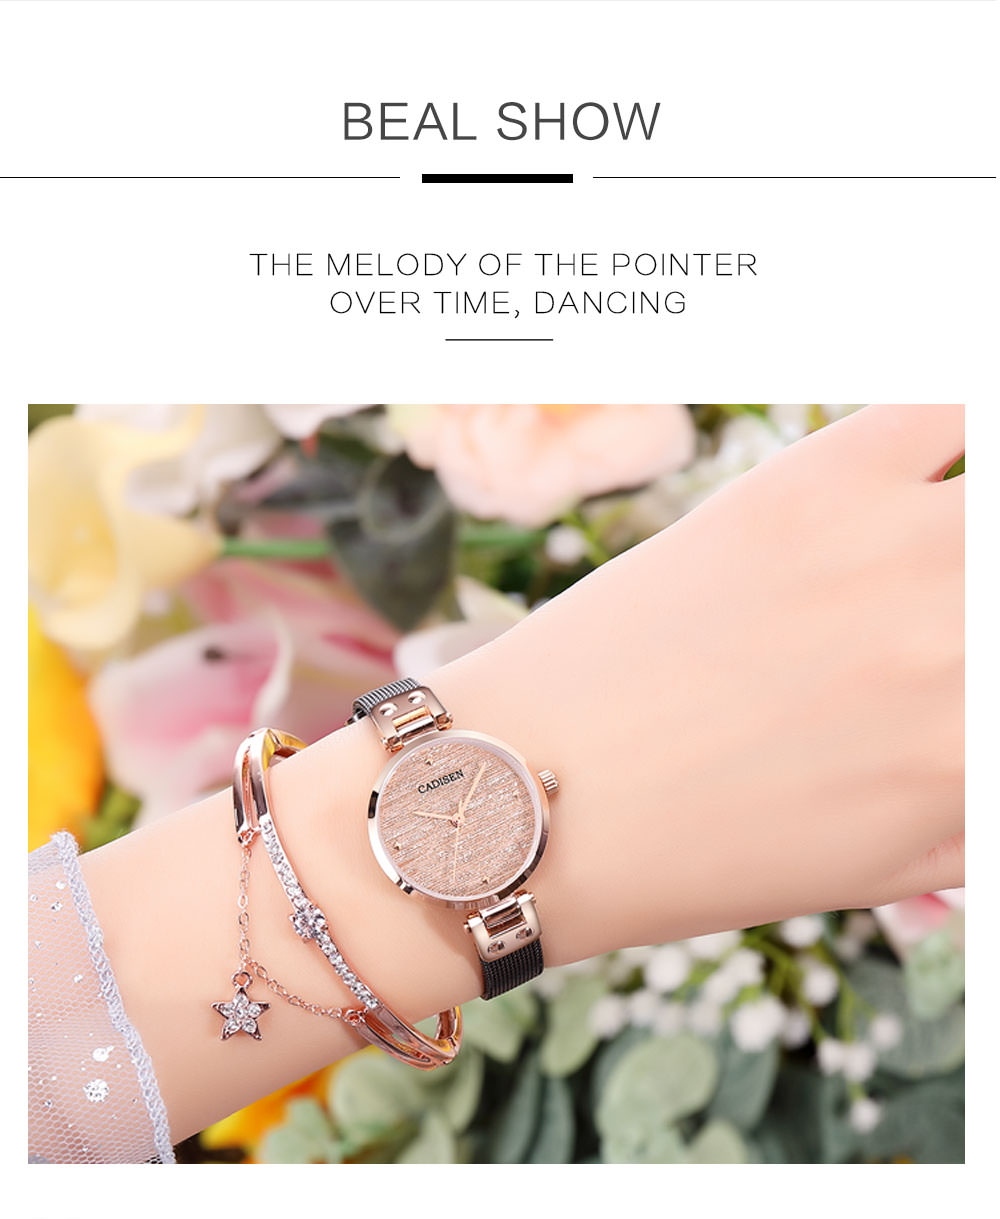 BEAL SHOW
THE MELODY OF THE POINTER
OVER TIME, DANCING
CADISEN